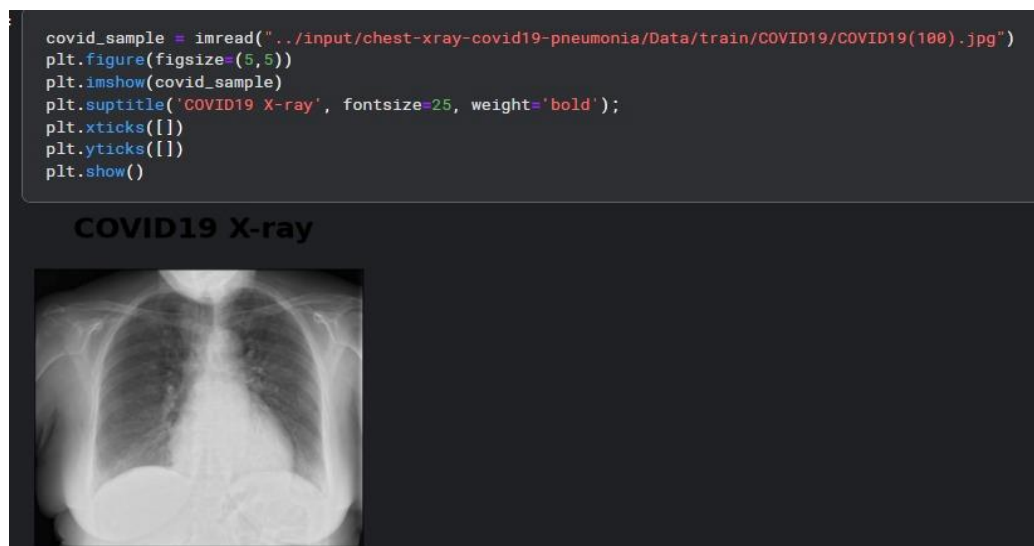 covid_sample = imread("../input/chest-xray-covid19-pneumonia/Data/train/COVID19/COVID19(100).jpg")
plt.figure(figsize=(5,5))
plt.imshow(covid_sample)
plt.suptitle('COVID19 X-ray', fontsize=25, weight='bold');
plt.xticks([])
plt.yticks([])
plt.show()
COVID19 X-ray